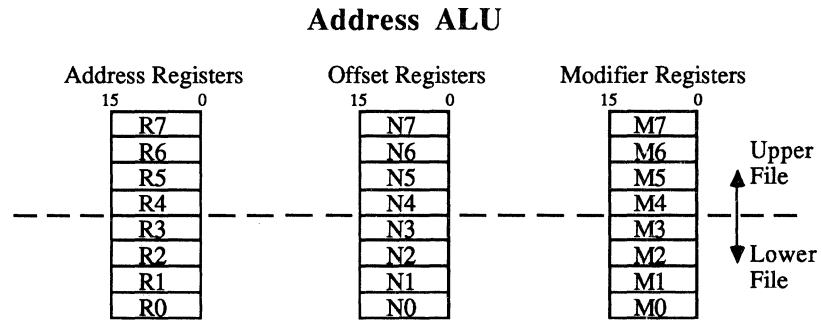 Address ALU
Address Registers Offset Registers Modifier Registers
15 0 15 0 15 0
R7 N7 M7
R6 N6 M6 Upper
R5 N5 M5 File
R4 N4 M4
R3 N3 M3
R2 N2 M2 Lower
R1 N1 M1 File
R0 N0 M0